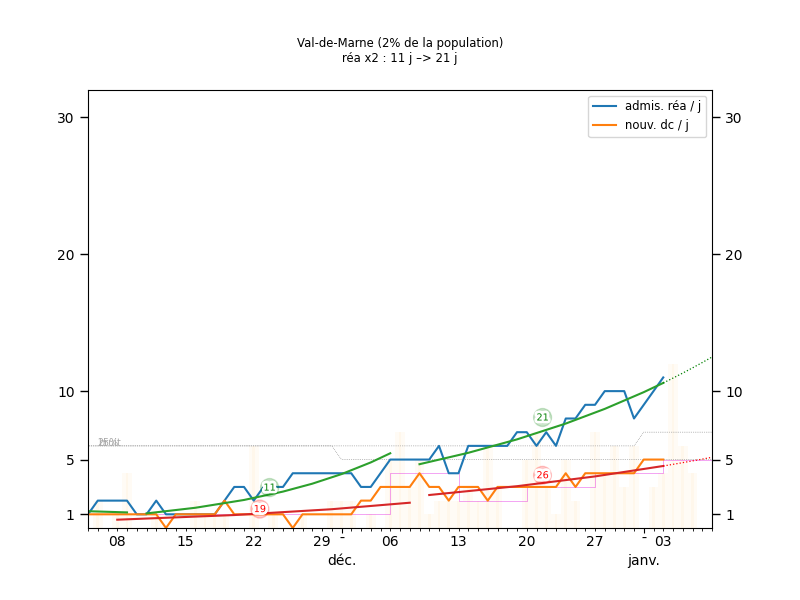 Val-de-Marne (2% de la population)
réa x2 : 11 j –> 21 j
admis. réa / j
nouv. dc / j
30 30
20 20
10 10
5 5
1 1
21
26
11
19
08 15 22 29 - 06 13 20 27 - 03
déc. janv.